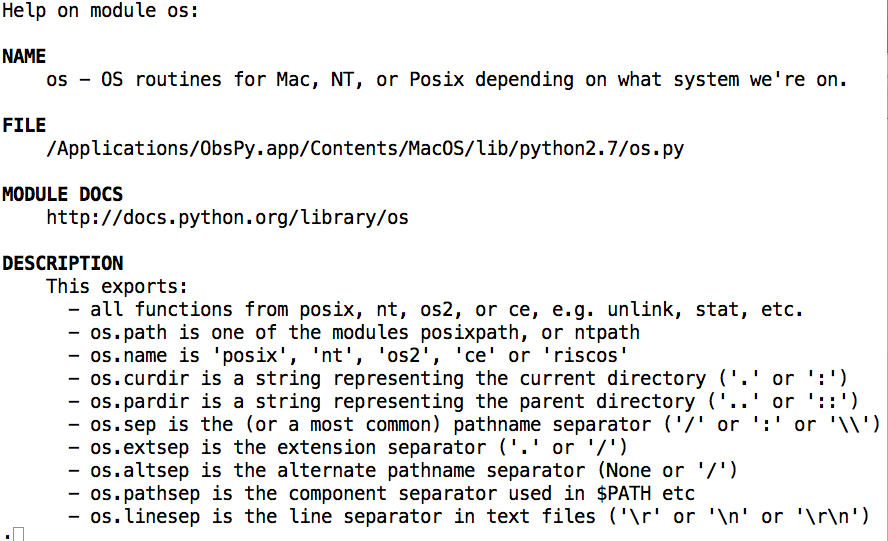 Help on module os:
NAME
os - OS routines for Mac, NT, or Posix depending on what system we're on.
FILE
/Applications/ObsPy.app/Contents/MacOS/lib/python2.7/os.py
MODULE DOCS
http://docs.python.org/library/os
DESCRIPTION
This exports:
- all functions from posix, nt, os2, or ce, e.g. unlink, stat, etc.
- os.path is one of the modules posixpath, or ntpath
- os.name is 'posix', 'nt', 'os2', 'ce' or 'riscos'
- os.curdir is a string representing the current directory ('.' or ':')
- os.pardir is a string representing the parent directory ('..' or '::')
- os.sep is the (or a most common) pathname separator ('/' or ':' or '\\')
- os.extsep is the extension separator ('.' or '/')
- os.altsep is the alternate pathname separator (None or '/')
- os.pathsep is the component separator used in $PATH etc
- os.linesep is the line separator in text files ('\r' or '\n' or '\r\n')
.